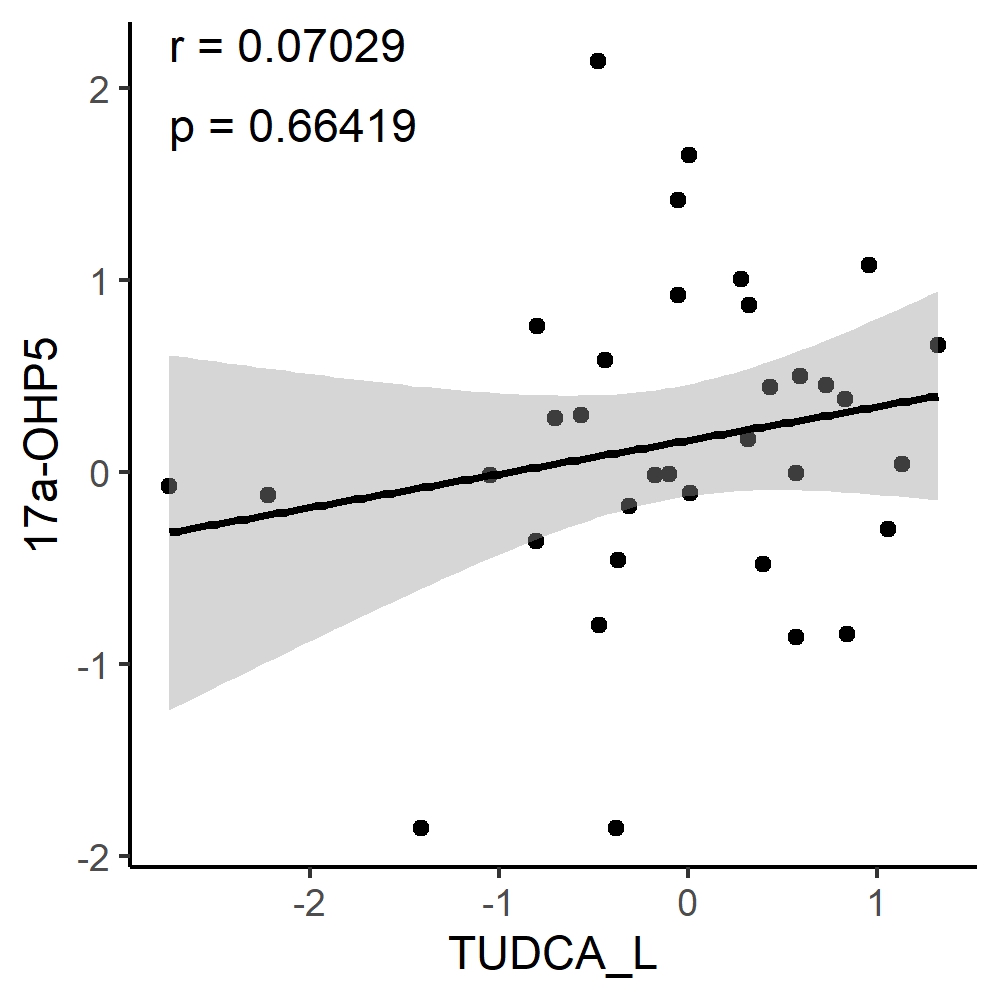 r = 0.07029
p = 0.66419
2
1
0
-1
-2
17a-OHP5
-2 -1 0 1
TUDCA_L